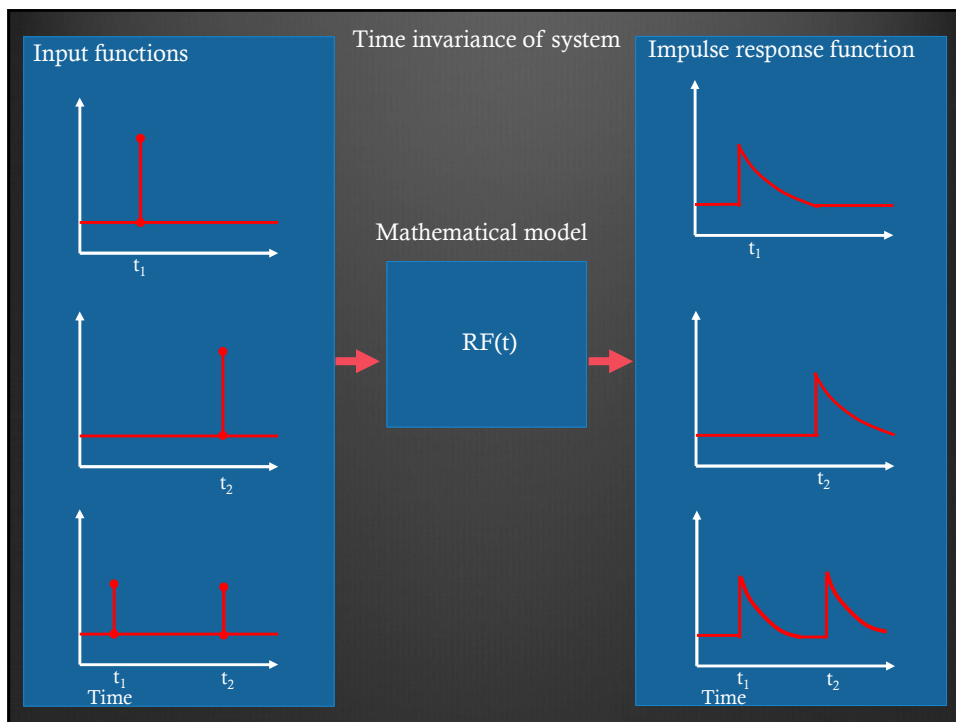 Time invariance of system
Input functions
t₁
t₂
t₁
t₂
Time
Mathematical model
RF(t)
Impulse response function
t₁
t₂
t₁
t₂
Time